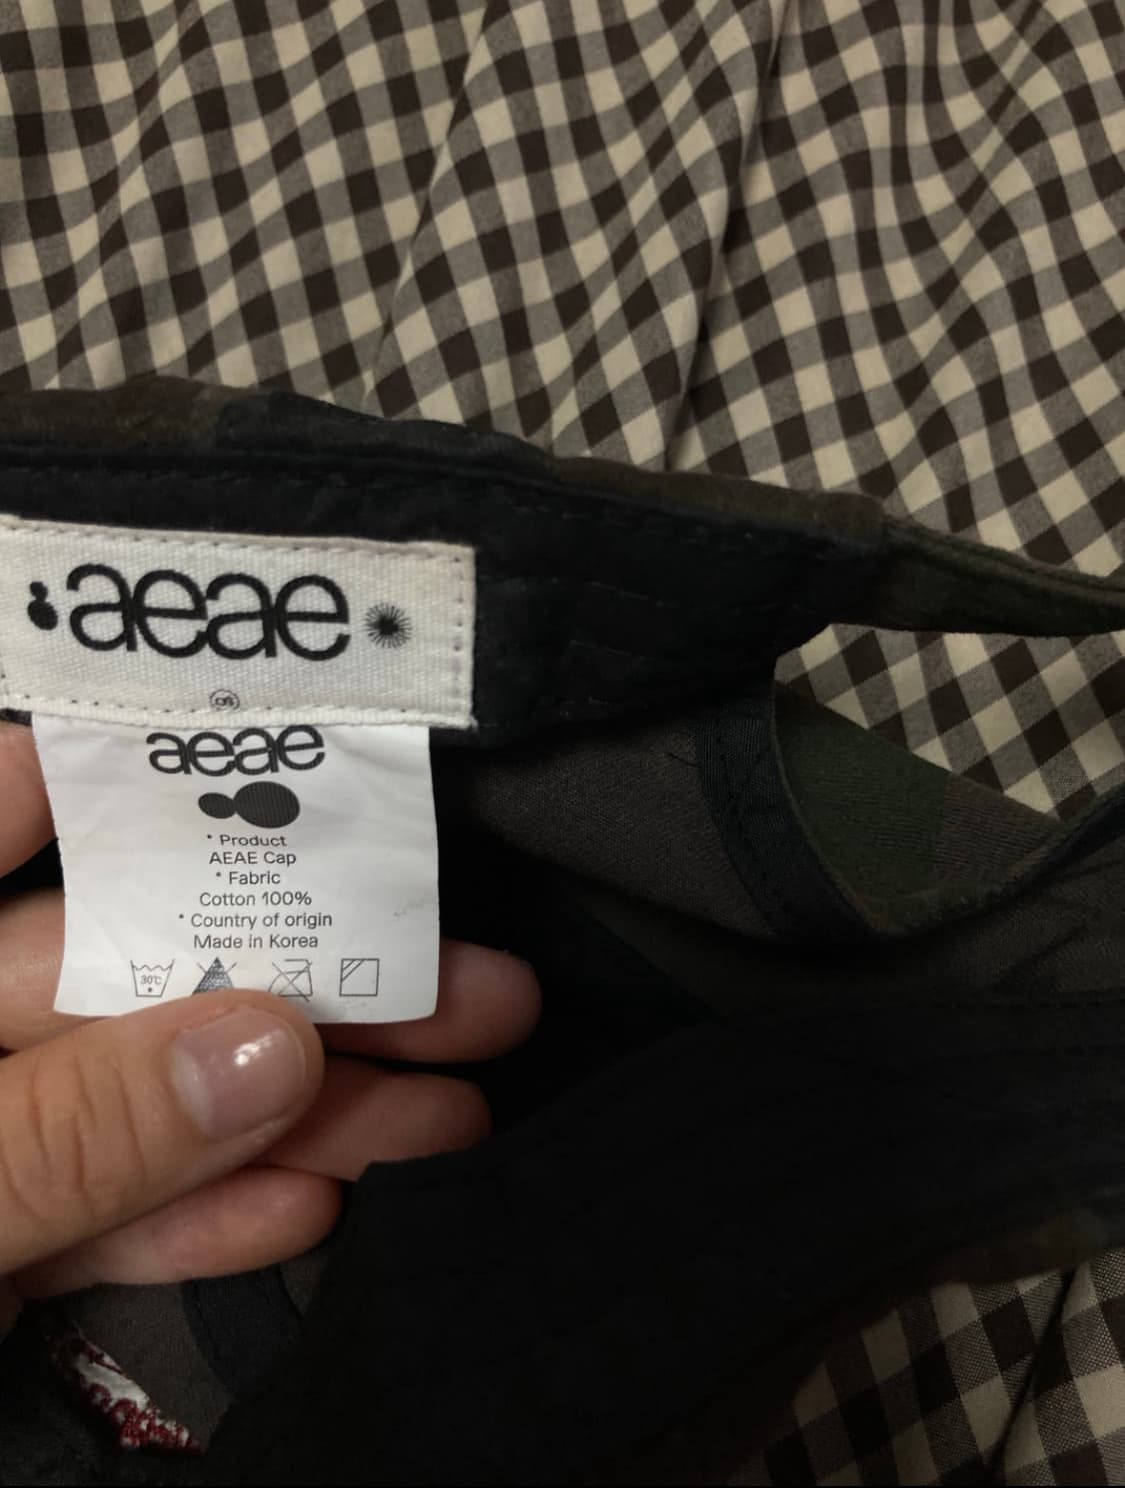 aeae
aeae
* Product
AEAE Cap
* Fabric
Cotton 100%
* Country of origin
Made in Korea
30℃